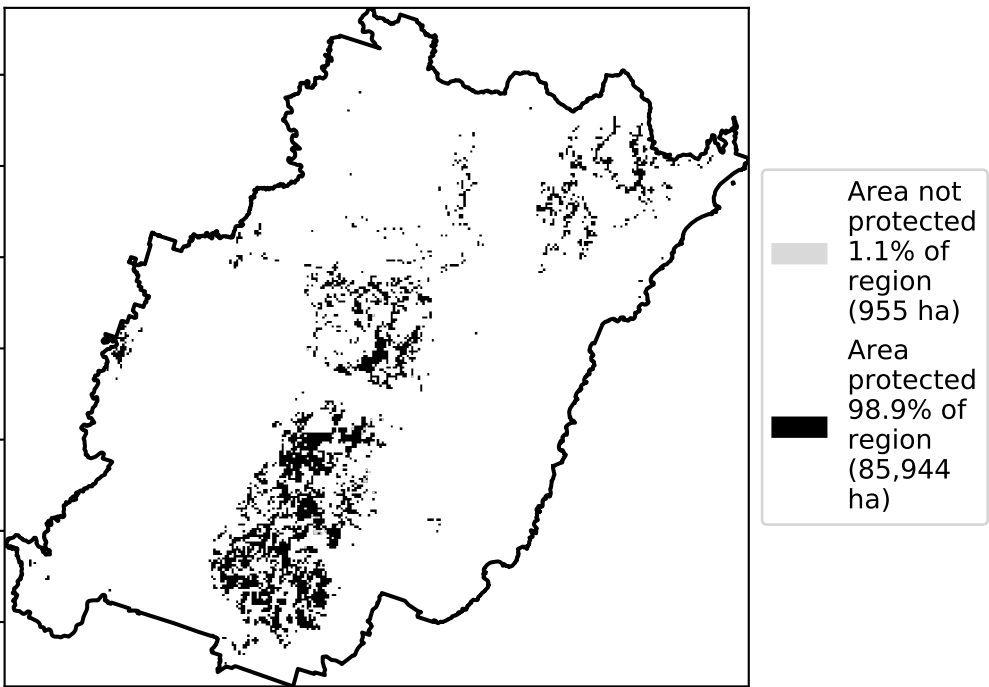 Area not
protected
1.1% of
region
(955 ha)
Area
protected
98.9% of
region
(85,944
ha)